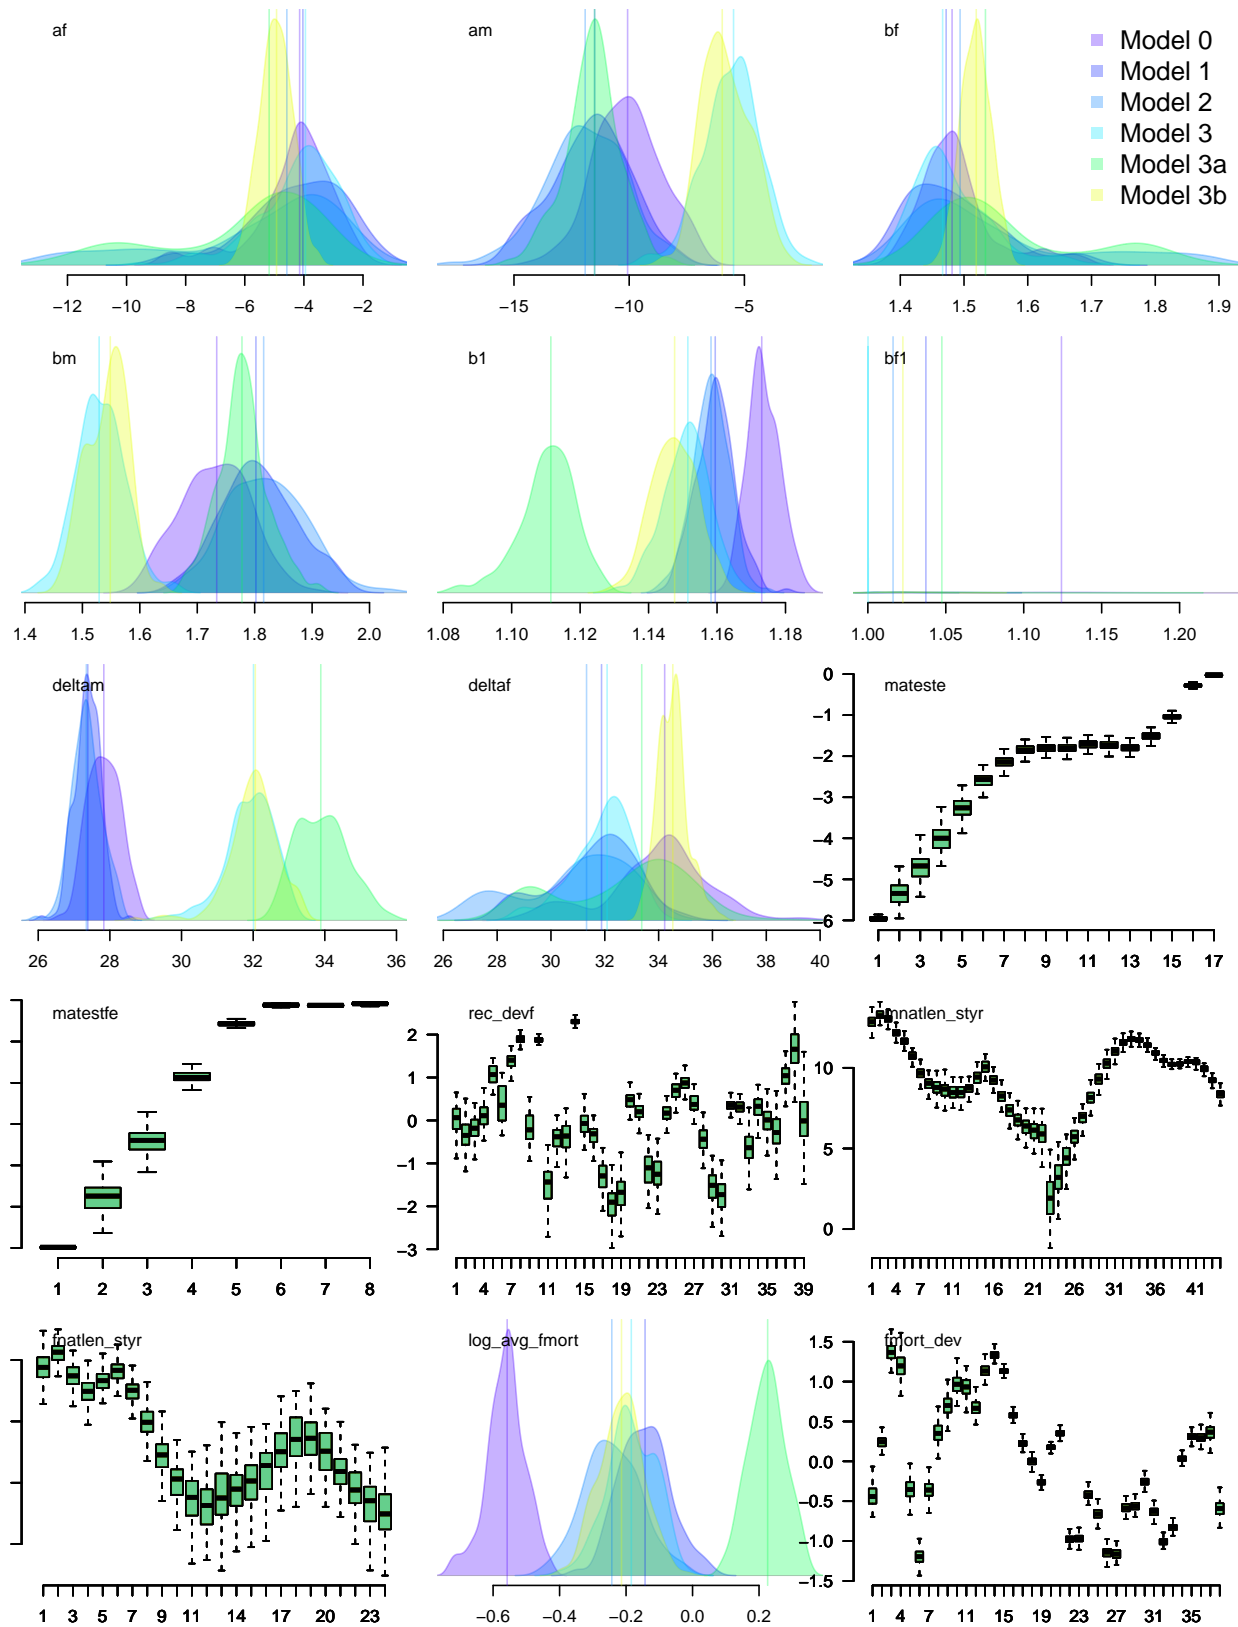 af
am
bf
Model 0
Model 1
Model 2
Model 3
Model 3a
Model 3b
−12 −10 −8 −6 −4 −2
−15 −10 −5
1.4 1.5 1.6 1.7 1.8 1.9
bm
b1
bf1
1.4 1.5 1.6 1.7 1.8 1.9 2.0
1.08 1.10 1.12 1.14 1.16 1.18
1.00 1.05 1.10 1.15 1.20
deltam
deltaf
mateste
0
−1
−2
−3
−4
−5
−6
26 28 30 32 34 36
26 28 30 32 34 36 38 40
1 3 5 7 9 11 13 15 17
matestfe
rec_devf
mnatlen_styr
2
1
0
−1
−2
−3
10
5
0
1 2 3 4 5 6 7 8
1 4 7 11 15 19 23 27 31 35 39
1 4 7 11 16 21 26 31 36 41
fnatlen_styr
log_avg_fmort
fmort_dev
1.5
1.0
0.5
0.0
−0.5
−1.0
−1.5
1 3 5 7 9 11 14 17 20 23
−0.6 −0.4 −0.2 0.0 0.2
1 4 7 11 15 19 23 27 31 35